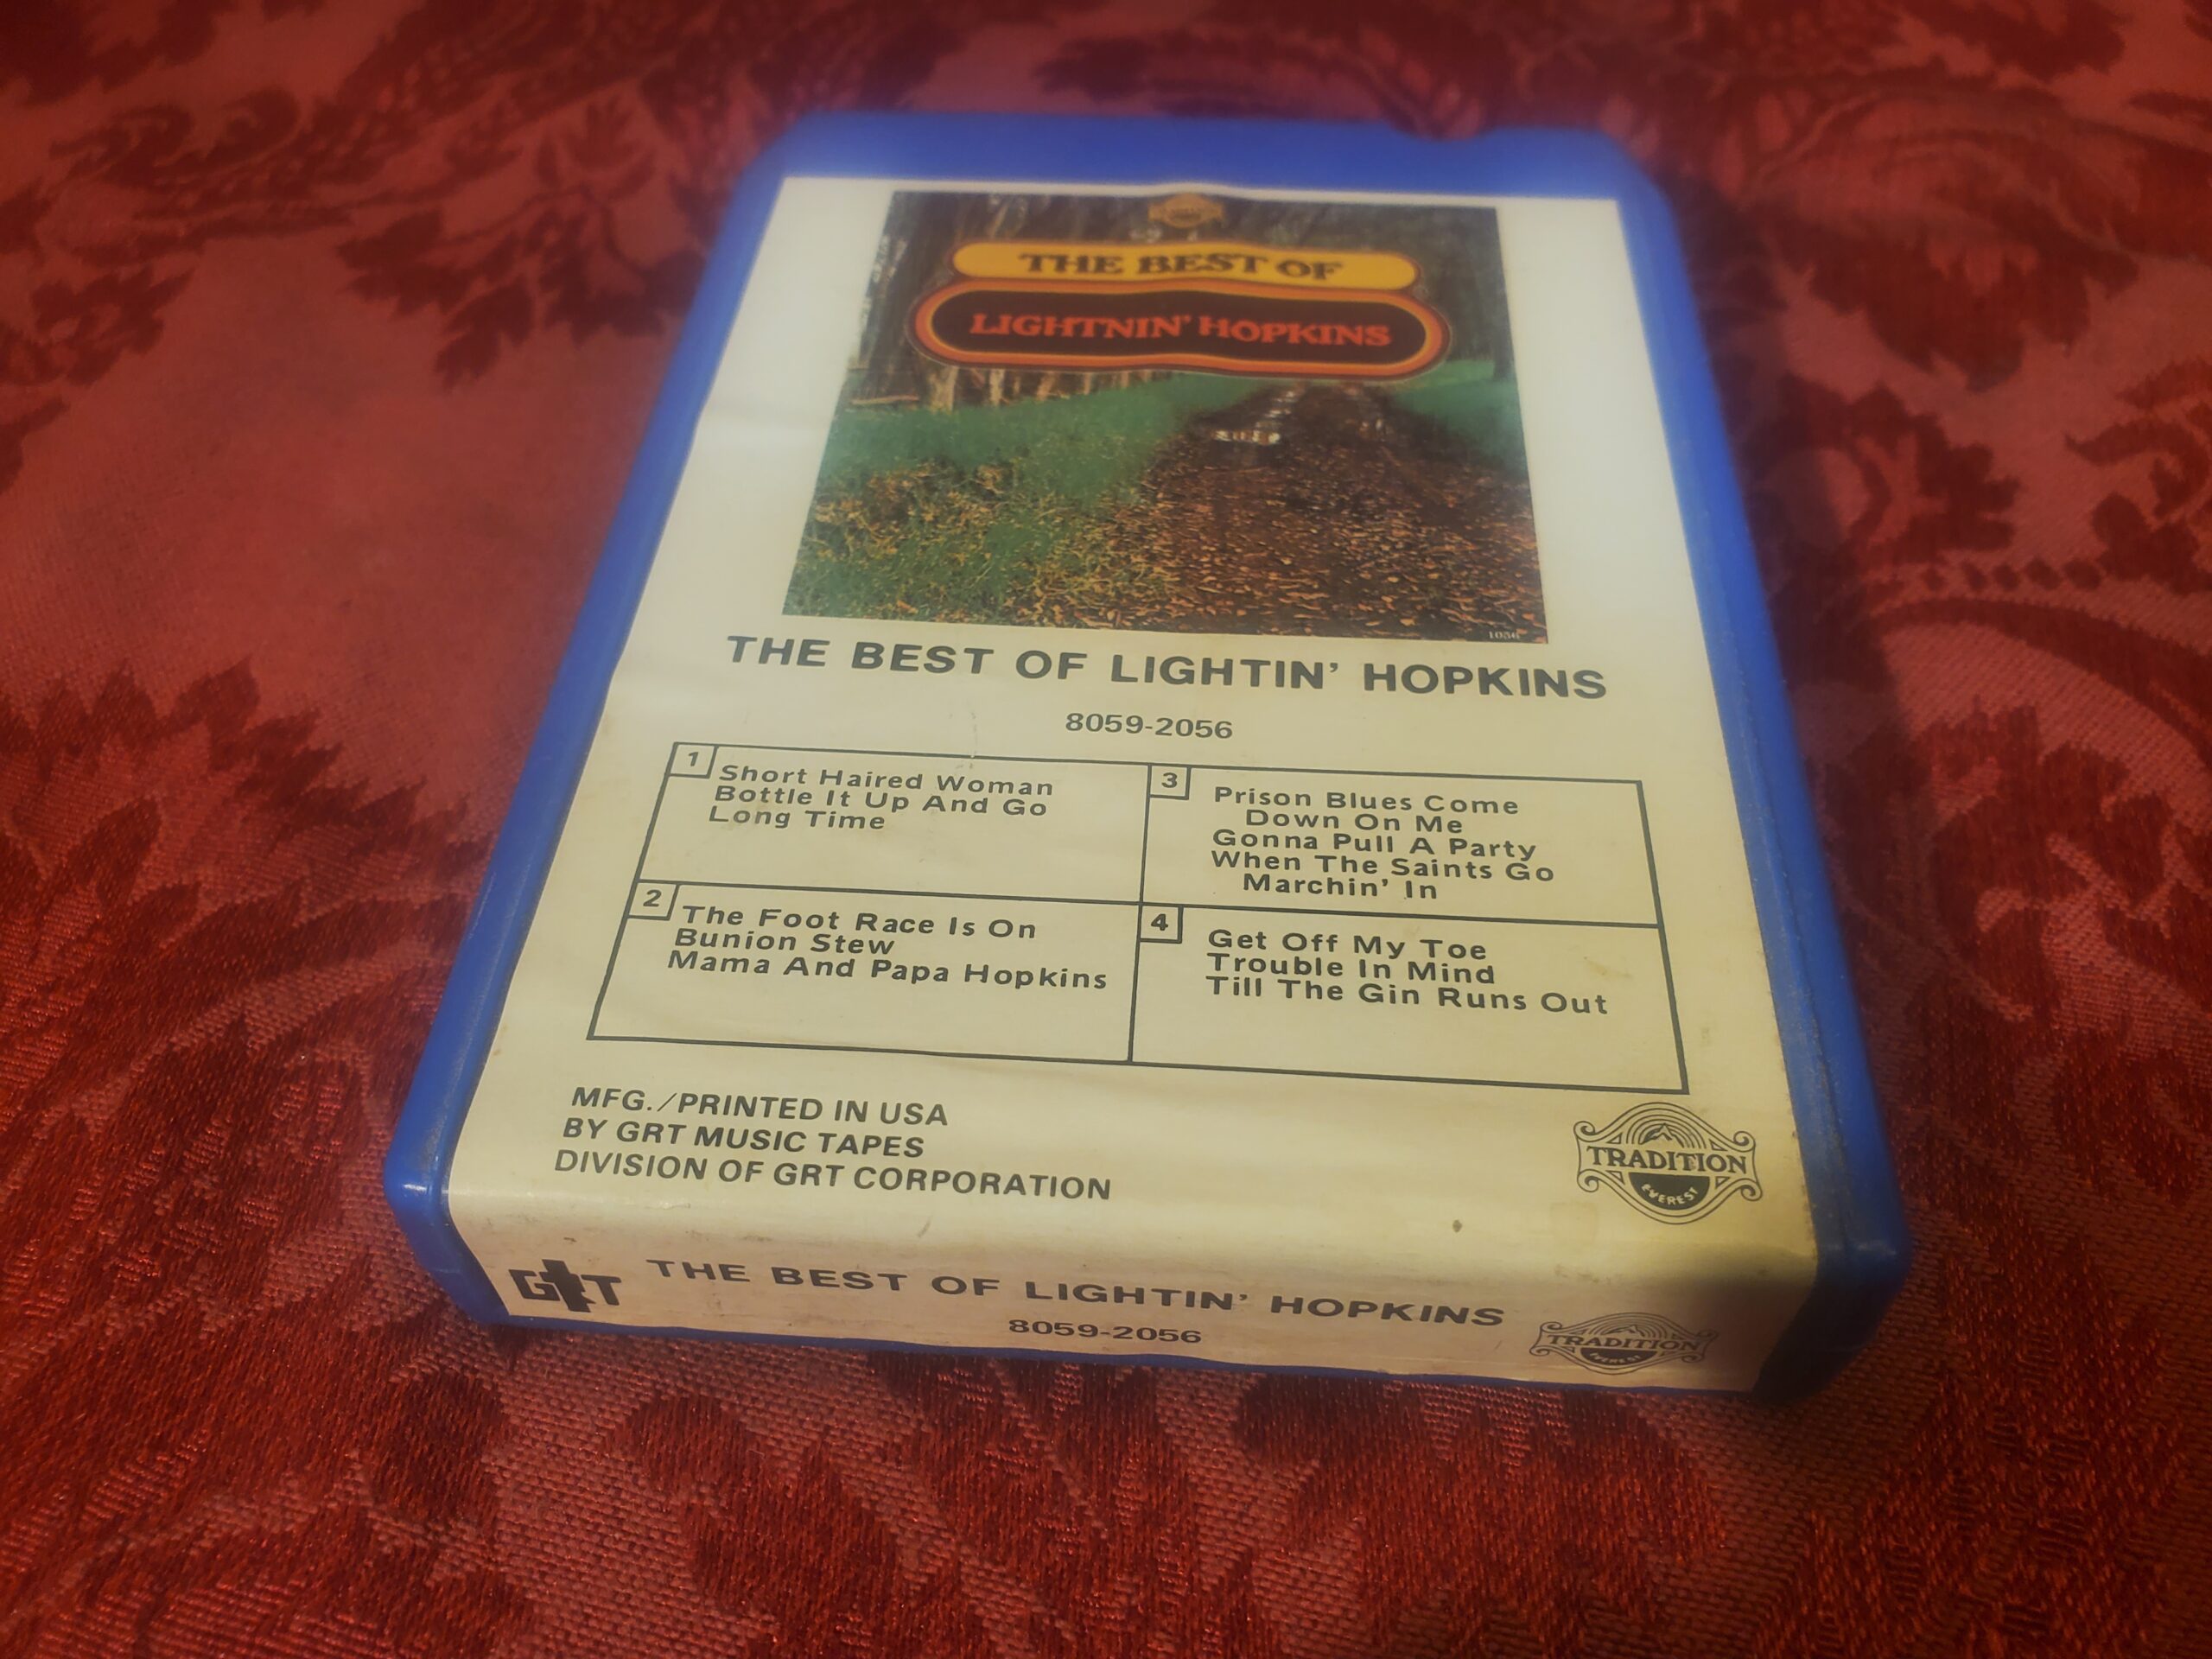 THE BEST OF
LIGHTNIN' HOPKINS
THE BEST OF LIGHTIN' HOPKINS
8059-2056
1
Short Haired Woman
Bottle It Up And Go
Long Time
2
The Foot Race Is On
Bunion Stew
Mama And Papa Hopkins
3
Prison Blues Come
Down On Me
Gonna Pull A Party
When The Saints Go
Marchin' In
4
Get Off My Toe
Trouble In Mind
Till The Gin Runs Out
MFG./PRINTED IN USA
BY GRT MUSIC TAPES
DIVISION OF GRT CORPORATION
TRADITION
EVEREST
GRT
THE BEST OF LIGHTIN' HOPKINS
8059-2056
TRADITION
EVEREST